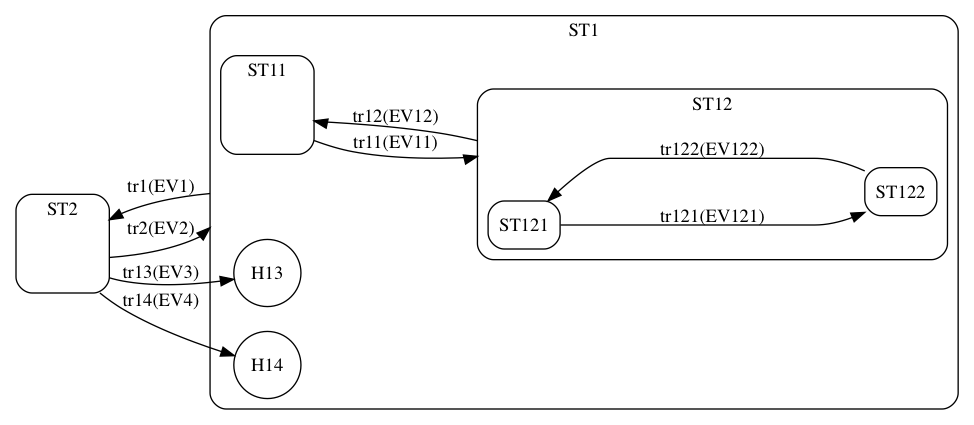 ST1
ST11
ST12
tr12(EV12)
tr11(EV11)
tr122(EV122)
ST122
tr1(EV1)
ST2
tr121(EV121)
ST121
tr2(EV2)
tr13(EV3)
H13
tr14(EV4)
H14